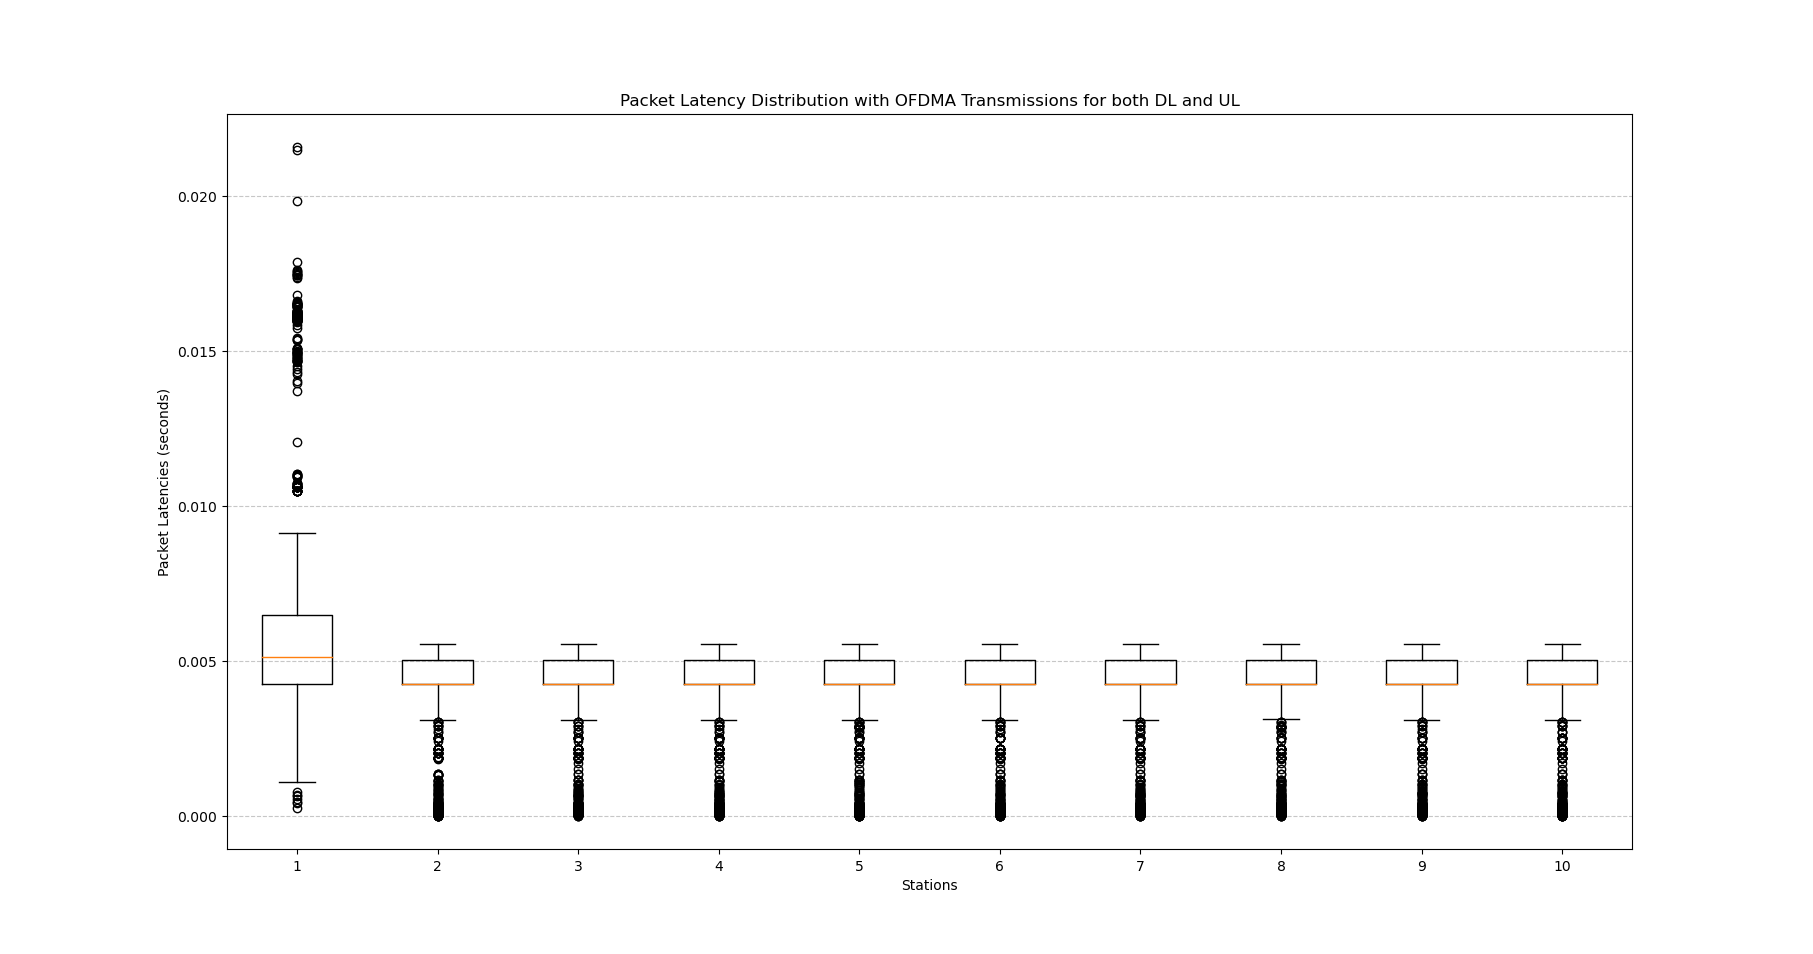 Packet Latency Distribution with OFDMA Transmissions for both DL and UL
0.020
0.015
0.010
0.005
0.000
Packet Latencies (seconds)
1 2 3 4 5 6 7 8 9 10
Stations